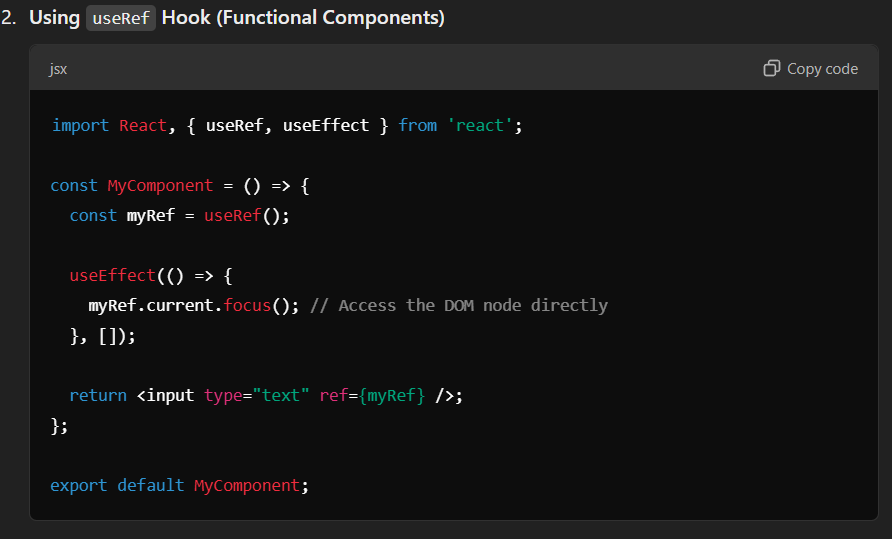 2. Using useRef Hook (Functional Components)
jsx
Copy code
import React, { useRef, useEffect } from 'react';
const MyComponent = () => {
  const myRef = useRef();
  useEffect(() => {
    myRef.current.focus(); // Access the DOM node directly
  }, []);
  return <input type="text" ref={myRef} />;
};
export default MyComponent;